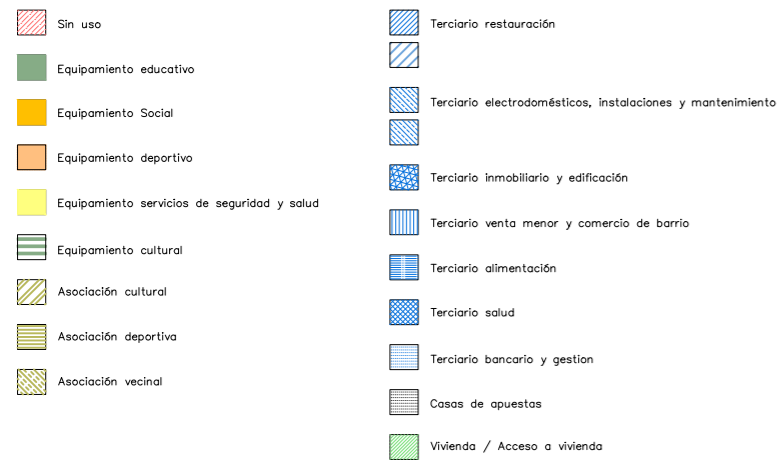 Sin uso
Equipamiento educativo
Equipamiento Social
Equipamiento deportivo
Equipamiento servicios de seguridad y salud
Equipamiento cultural
Asociación cultural
Asociación deportiva
Asociación vecinal
Terciario restauración
Terciario electrodomésticos, instalaciones y mantenimiento
Terciario inmobiliario y edificación
Terciario venta menor y comercio de barrio
Terciario alimentación
Terciario salud
Terciario bancario y gestion
Casas de apuestas
Vivienda / Acceso a vivienda